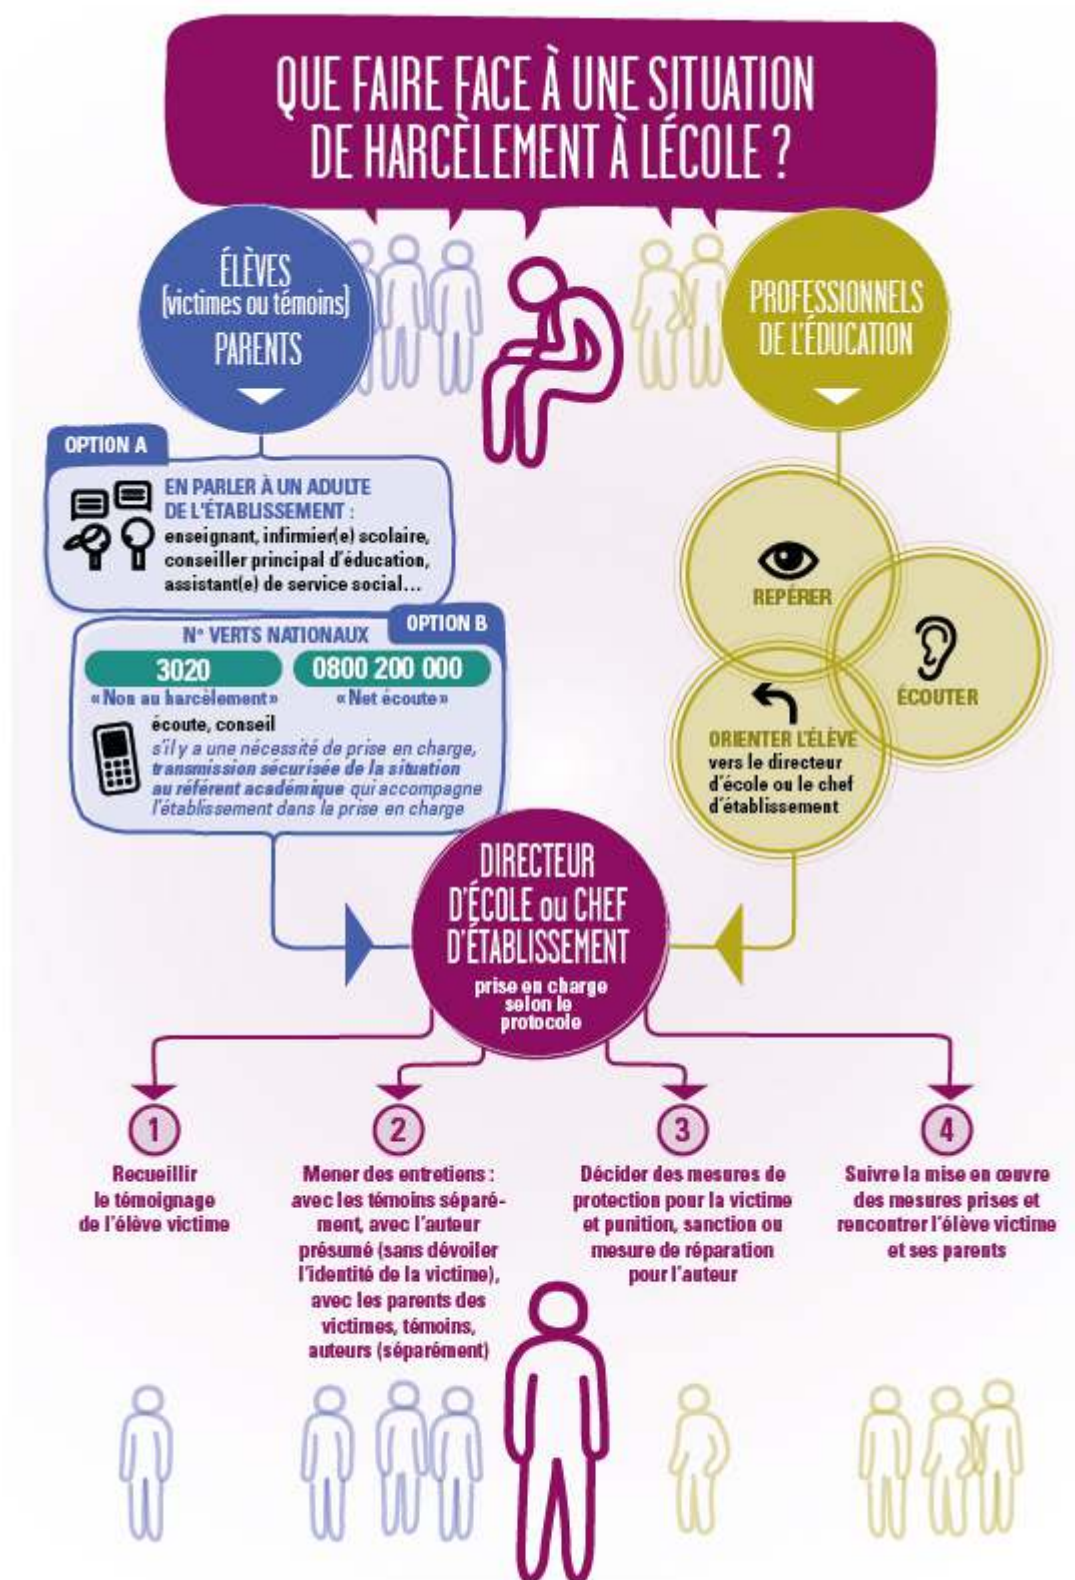 QUE FAIRE FACE À UNE SITUATION
DE HARCÈLEMENT À LÉCOLE ?
ÉLÈVES
(victimes ou témoins)
PARENTS
PROFESSIONNELS
DE L'ÉDUCATION
OPTION A
EN PARLER À UN ADULTE
DE L'ÉTABLISSEMENT :
enseignant, infirmier(e) scolaire,
conseiller principal d'éducation,
assistant(e) de service social...
OPTION B
N° VERTS NATIONAUX
3020
« Non au harcèlement »
0800 200 000
« Net écoute »
écoute, conseil
s'il y a une nécessité de prise en charge,
transmission sécurisée de la situation
au référent académique qui accompagne
l'établissement dans la prise en charge
REPÉRER
ÉCOUTER
ORIENTER L'ÉLÈVE
vers le directeur
d'école ou le chef
d'établissement
DIRECTEUR
D'ÉCOLE ou CHEF
D'ÉTABLISSEMENT
prise en charge
selon le
protocole
1
Recueillir
le témoignage
de l'élève victime
2
Mener des entretiens :
avec les témoins séparé-
ment, avec l'auteur
présumé (sans dévoiler
l'identité de la victime),
avec les parents des
victimes, témoins,
auteurs (séparément)
3
Décider des mesures de
protection pour la victime
et punition, sanction ou
mesure de réparation
pour l'auteur
4
Suivre la mise en œuvre
des mesures prises et
rencontrer l'élève victime
et ses parents